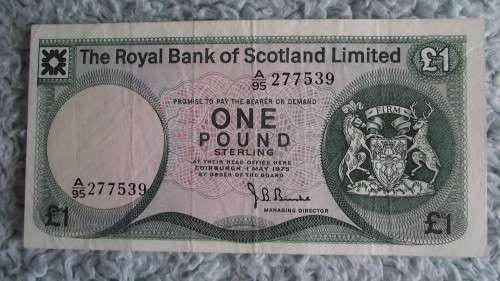 The Royal Bank of Scotland Limited £1
A/95 277539
PROMISE TO PAY THE BEARER ON DEMAND
FIRM
ONE
POUND
STERLING
AT THEIR HEAD OFFICE HERE
EDINBURGH 1 MAY 1975
BY ORDER OF THE BOARD
A/95 277539
J B Burke
MANAGING DIRECTOR
£1 £1